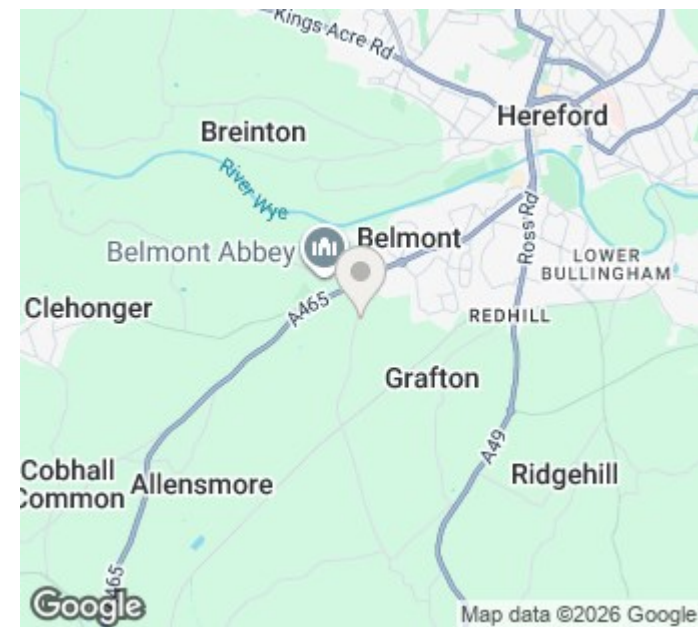 Kings Acre Rd
Hereford
Breinton
River Wye
Belmont
Belmont Abbey
Ross Rd
LOWER
BULLINGHAM
Clehonger
A465
REDHILL
Grafton
A49
Cobhall
Common
Allensmore
Ridgehill
A465
Google
Map data ©2026 Google